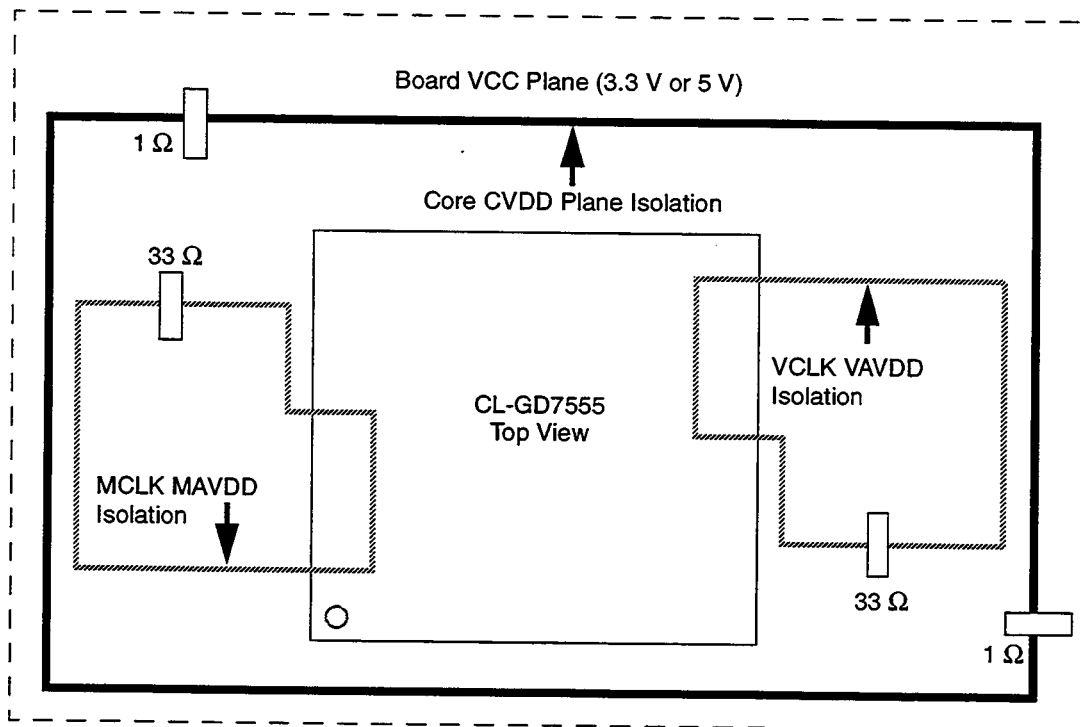 Board VCC Plane (3.3 V or 5 V)
1 Ω
Core CVDD Plane Isolation
33 Ω
VCLK VAVDD
Isolation
CL-GD7555
Top View
MCLK MAVDD
Isolation
33 Ω
1 Ω